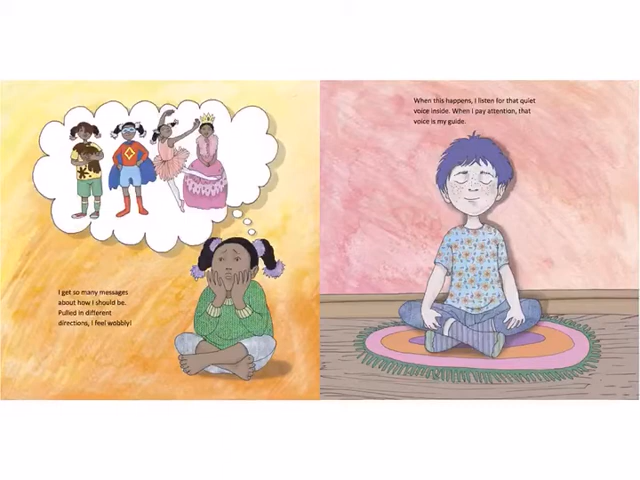 I get so many messages
about how I should be.
Pulled in different
directions, I feel wobbly!
When this happens, I listen for that quiet
voice inside. When I pay attention, that
voice is my guide.